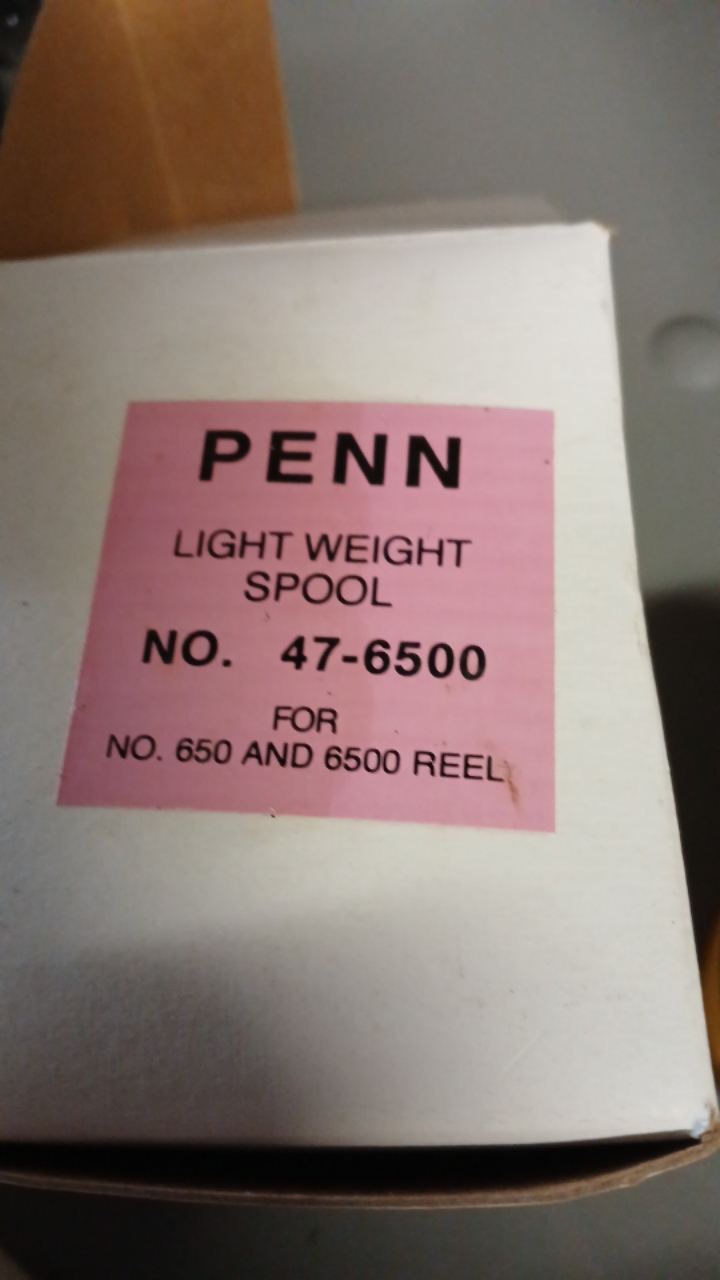 PENN
LIGHT WEIGHT
SPOOL
NO. 47-6500
FOR
NO. 650 AND 6500 REEL